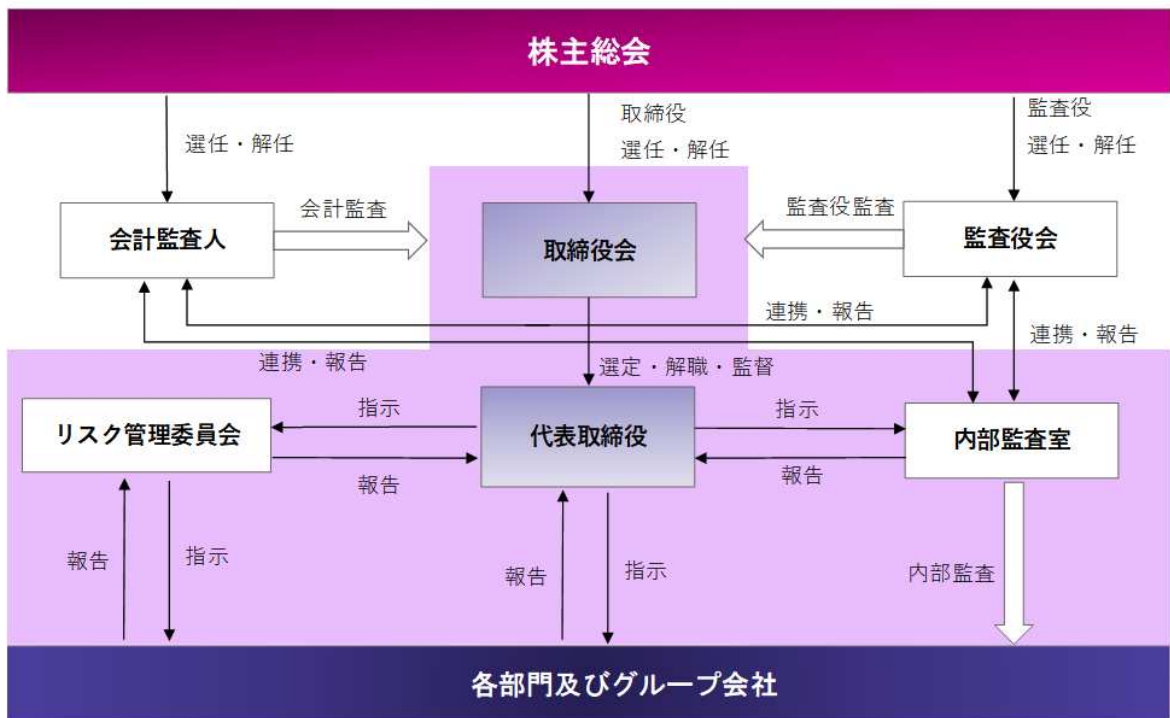 株主総会
選任・解任
取締役
選任・解任
監査役
選任・解任
会計監査人
会計監査
取締役会
監査役監査
監査役会
連携・報告
連携・報告
連携・報告
選定・解職・監督
リスク管理委員会
指示
報告
代表取締役
指示
報告
内部監査室
報告
指示
報告
指示
内部監査
各部門及びグループ会社